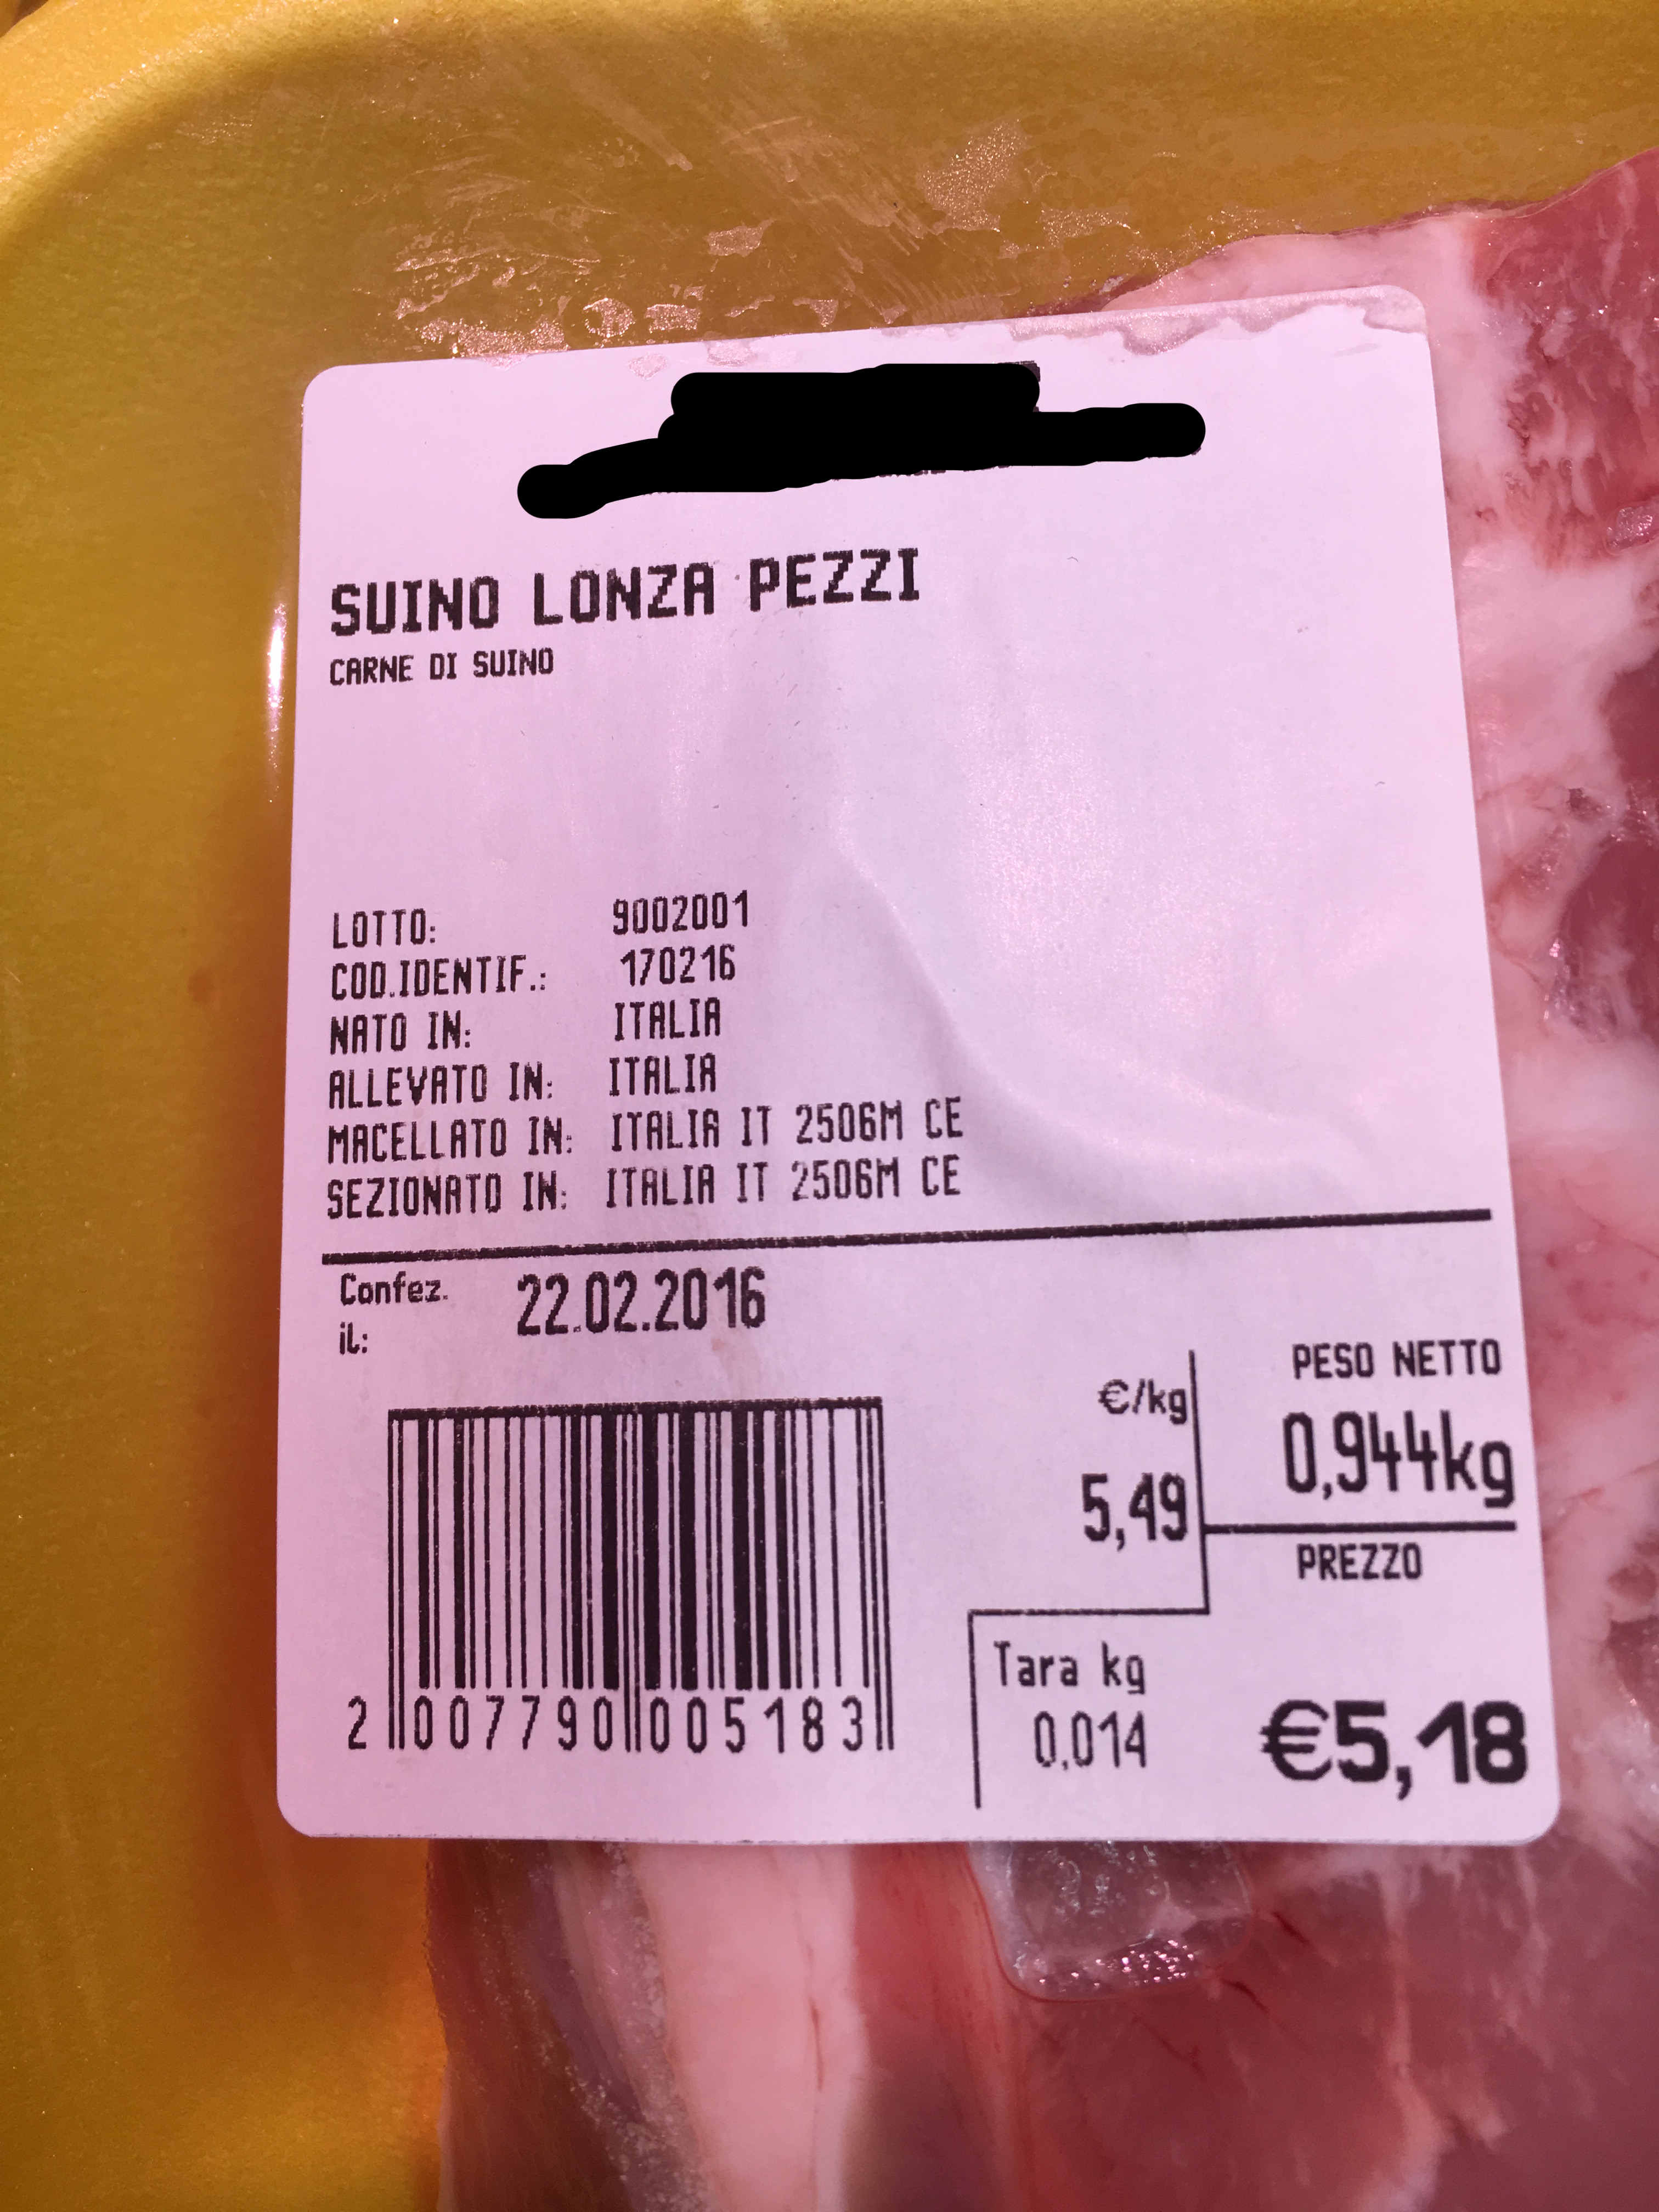 SUINO LONZA PEZZI
CARNE DI SUINO
LOTTO: 9002001
COD.IDENTIF.: 170216
NATO IN: ITALIA
ALLEVATO IN: ITALIA
MACELLATO IN: ITALIA IT 2506M CE
SEZIONATO IN: ITALIA IT 2506M CE
Confez. il: 22.02.2016
PESO NETTO
€/kg
0,944kg
5,49
PREZZO
Tara kg
0,014
€5,18
2 007790 005183